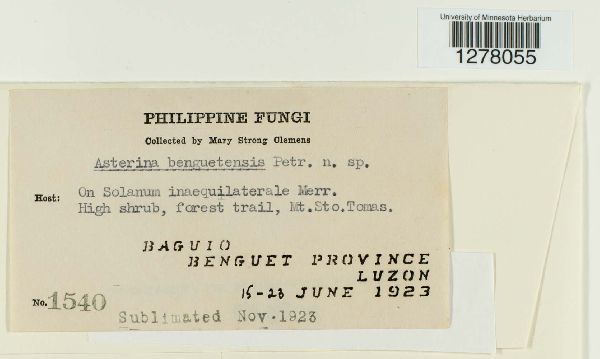 University of Minnesota Herbarium
1278055
PHILIPPINE FUNGI
Collected by Mary Strong Clemens
Asterina benguetensis Petr. n. sp.
Host: On Solanum inaequilaterale Merr.
High shrub, forest trail, Mt.Sto.Tomas.
BAGUIO
BENGUET PROVINCE
LUZON
15-23 JUNE 1923
No. 1540
Sublimated Nov.1923